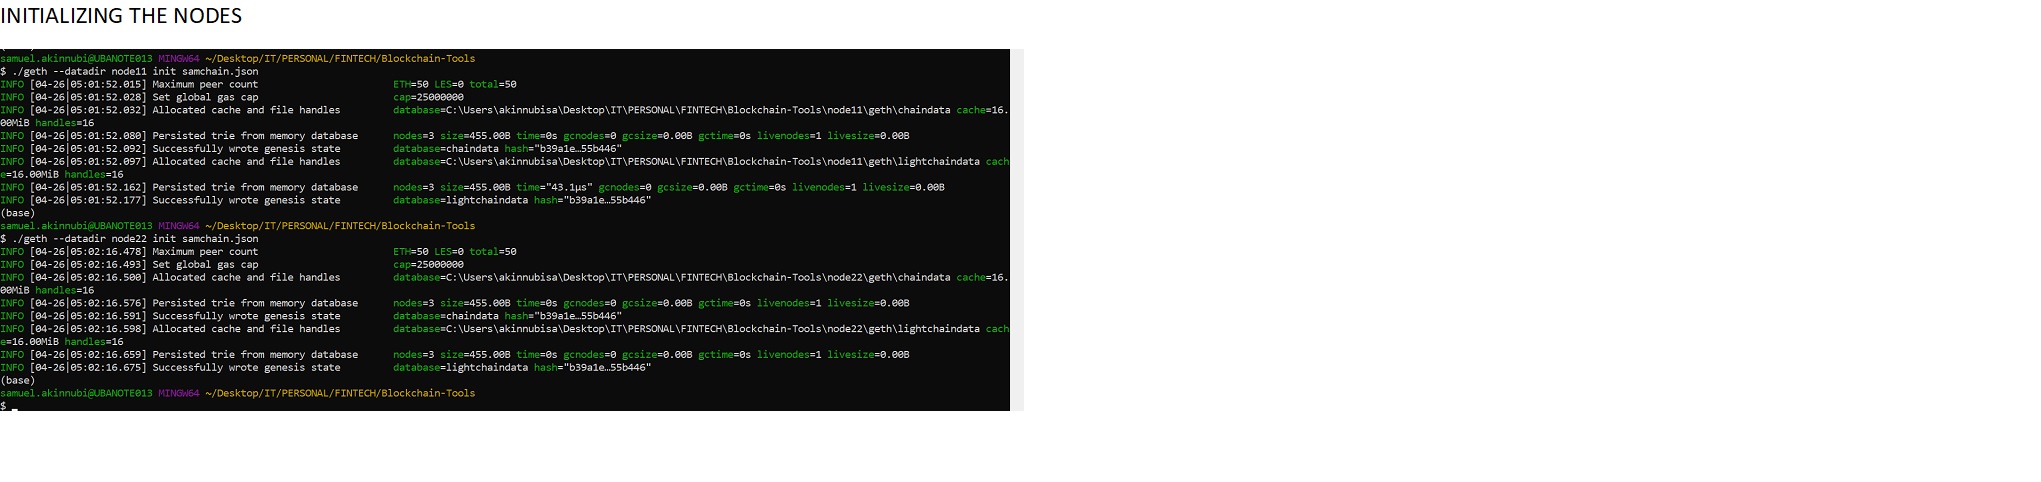 INITIALIZING THE NODES
samuel.akinnubi@UBANOTE013 MINGW64 ~/Desktop/IT/PERSONAL/FINTECH/Blockchain-Tools
$ ./geth --datadir node11 init samchain.json
INFO [04-26|05:01:52.015] Maximum peer count ETH=50 LES=0 total=50
INFO [04-26|05:01:52.028] Set global gas cap cap=25000000
INFO [04-26|05:01:52.032] Allocated cache and file handles database=C:\Users\akinnubisa\Desktop\IT\PERSONAL\FINTECH\Blockchain-Tools\node11\geth\chaindata cache=16.
00MiB handles=16
INFO [04-26|05:01:52.080] Persisted trie from memory database nodes=3 size=455.00B time=0s gcnodes=0 gcsize=0.00B gctime=0s livenodes=1 livesize=0.00B
INFO [04-26|05:01:52.092] Successfully wrote genesis state database=chaindata hash="b39a1e…55b446"
INFO [04-26|05:01:52.097] Allocated cache and file handles database=C:\Users\akinnubisa\Desktop\IT\PERSONAL\FINTECH\Blockchain-Tools\node11\geth\lightchaindata cach
e=16.00MiB handles=16
INFO [04-26|05:01:52.162] Persisted trie from memory database nodes=3 size=455.00B time="43.1µs" gcnodes=0 gcsize=0.00B gctime=0s livenodes=1 livesize=0.00B
INFO [04-26|05:01:52.177] Successfully wrote genesis state database=lightchaindata hash="b39a1e…55b446"
(base)
samuel.akinnubi@UBANOTE013 MINGW64 ~/Desktop/IT/PERSONAL/FINTECH/Blockchain-Tools
$ ./geth --datadir node22 init samchain.json
INFO [04-26|05:02:16.478] Maximum peer count ETH=50 LES=0 total=50
INFO [04-26|05:02:16.493] Set global gas cap cap=25000000
INFO [04-26|05:02:16.500] Allocated cache and file handles database=C:\Users\akinnubisa\Desktop\IT\PERSONAL\FINTECH\Blockchain-Tools\node22\geth\chaindata cache=16.
00MiB handles=16
INFO [04-26|05:02:16.576] Persisted trie from memory database nodes=3 size=455.00B time=0s gcnodes=0 gcsize=0.00B gctime=0s livenodes=1 livesize=0.00B
INFO [04-26|05:02:16.591] Successfully wrote genesis state database=chaindata hash="b39a1e…55b446"
INFO [04-26|05:02:16.598] Allocated cache and file handles database=C:\Users\akinnubisa\Desktop\IT\PERSONAL\FINTECH\Blockchain-Tools\node22\geth\lightchaindata cach
e=16.00MiB handles=16
INFO [04-26|05:02:16.659] Persisted trie from memory database nodes=3 size=455.00B time=0s gcnodes=0 gcsize=0.00B gctime=0s livenodes=1 livesize=0.00B
INFO [04-26|05:02:16.675] Successfully wrote genesis state database=lightchaindata hash="b39a1e…55b446"
(base)
samuel.akinnubi@UBANOTE013 MINGW64 ~/Desktop/IT/PERSONAL/FINTECH/Blockchain-Tools
$